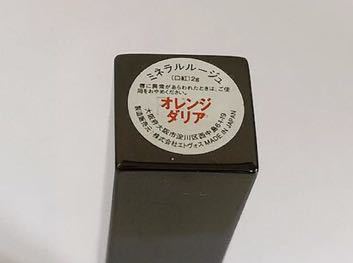 ミネラルルージュ
(口紅)2g
唇に異常があらわれたときは、ご使
用をおやめください。
オレンジ
ダリア
大阪府大阪市淀川区西中島5-1-19
製造販売元・株式会社エトヴォス MADE IN JAPAN